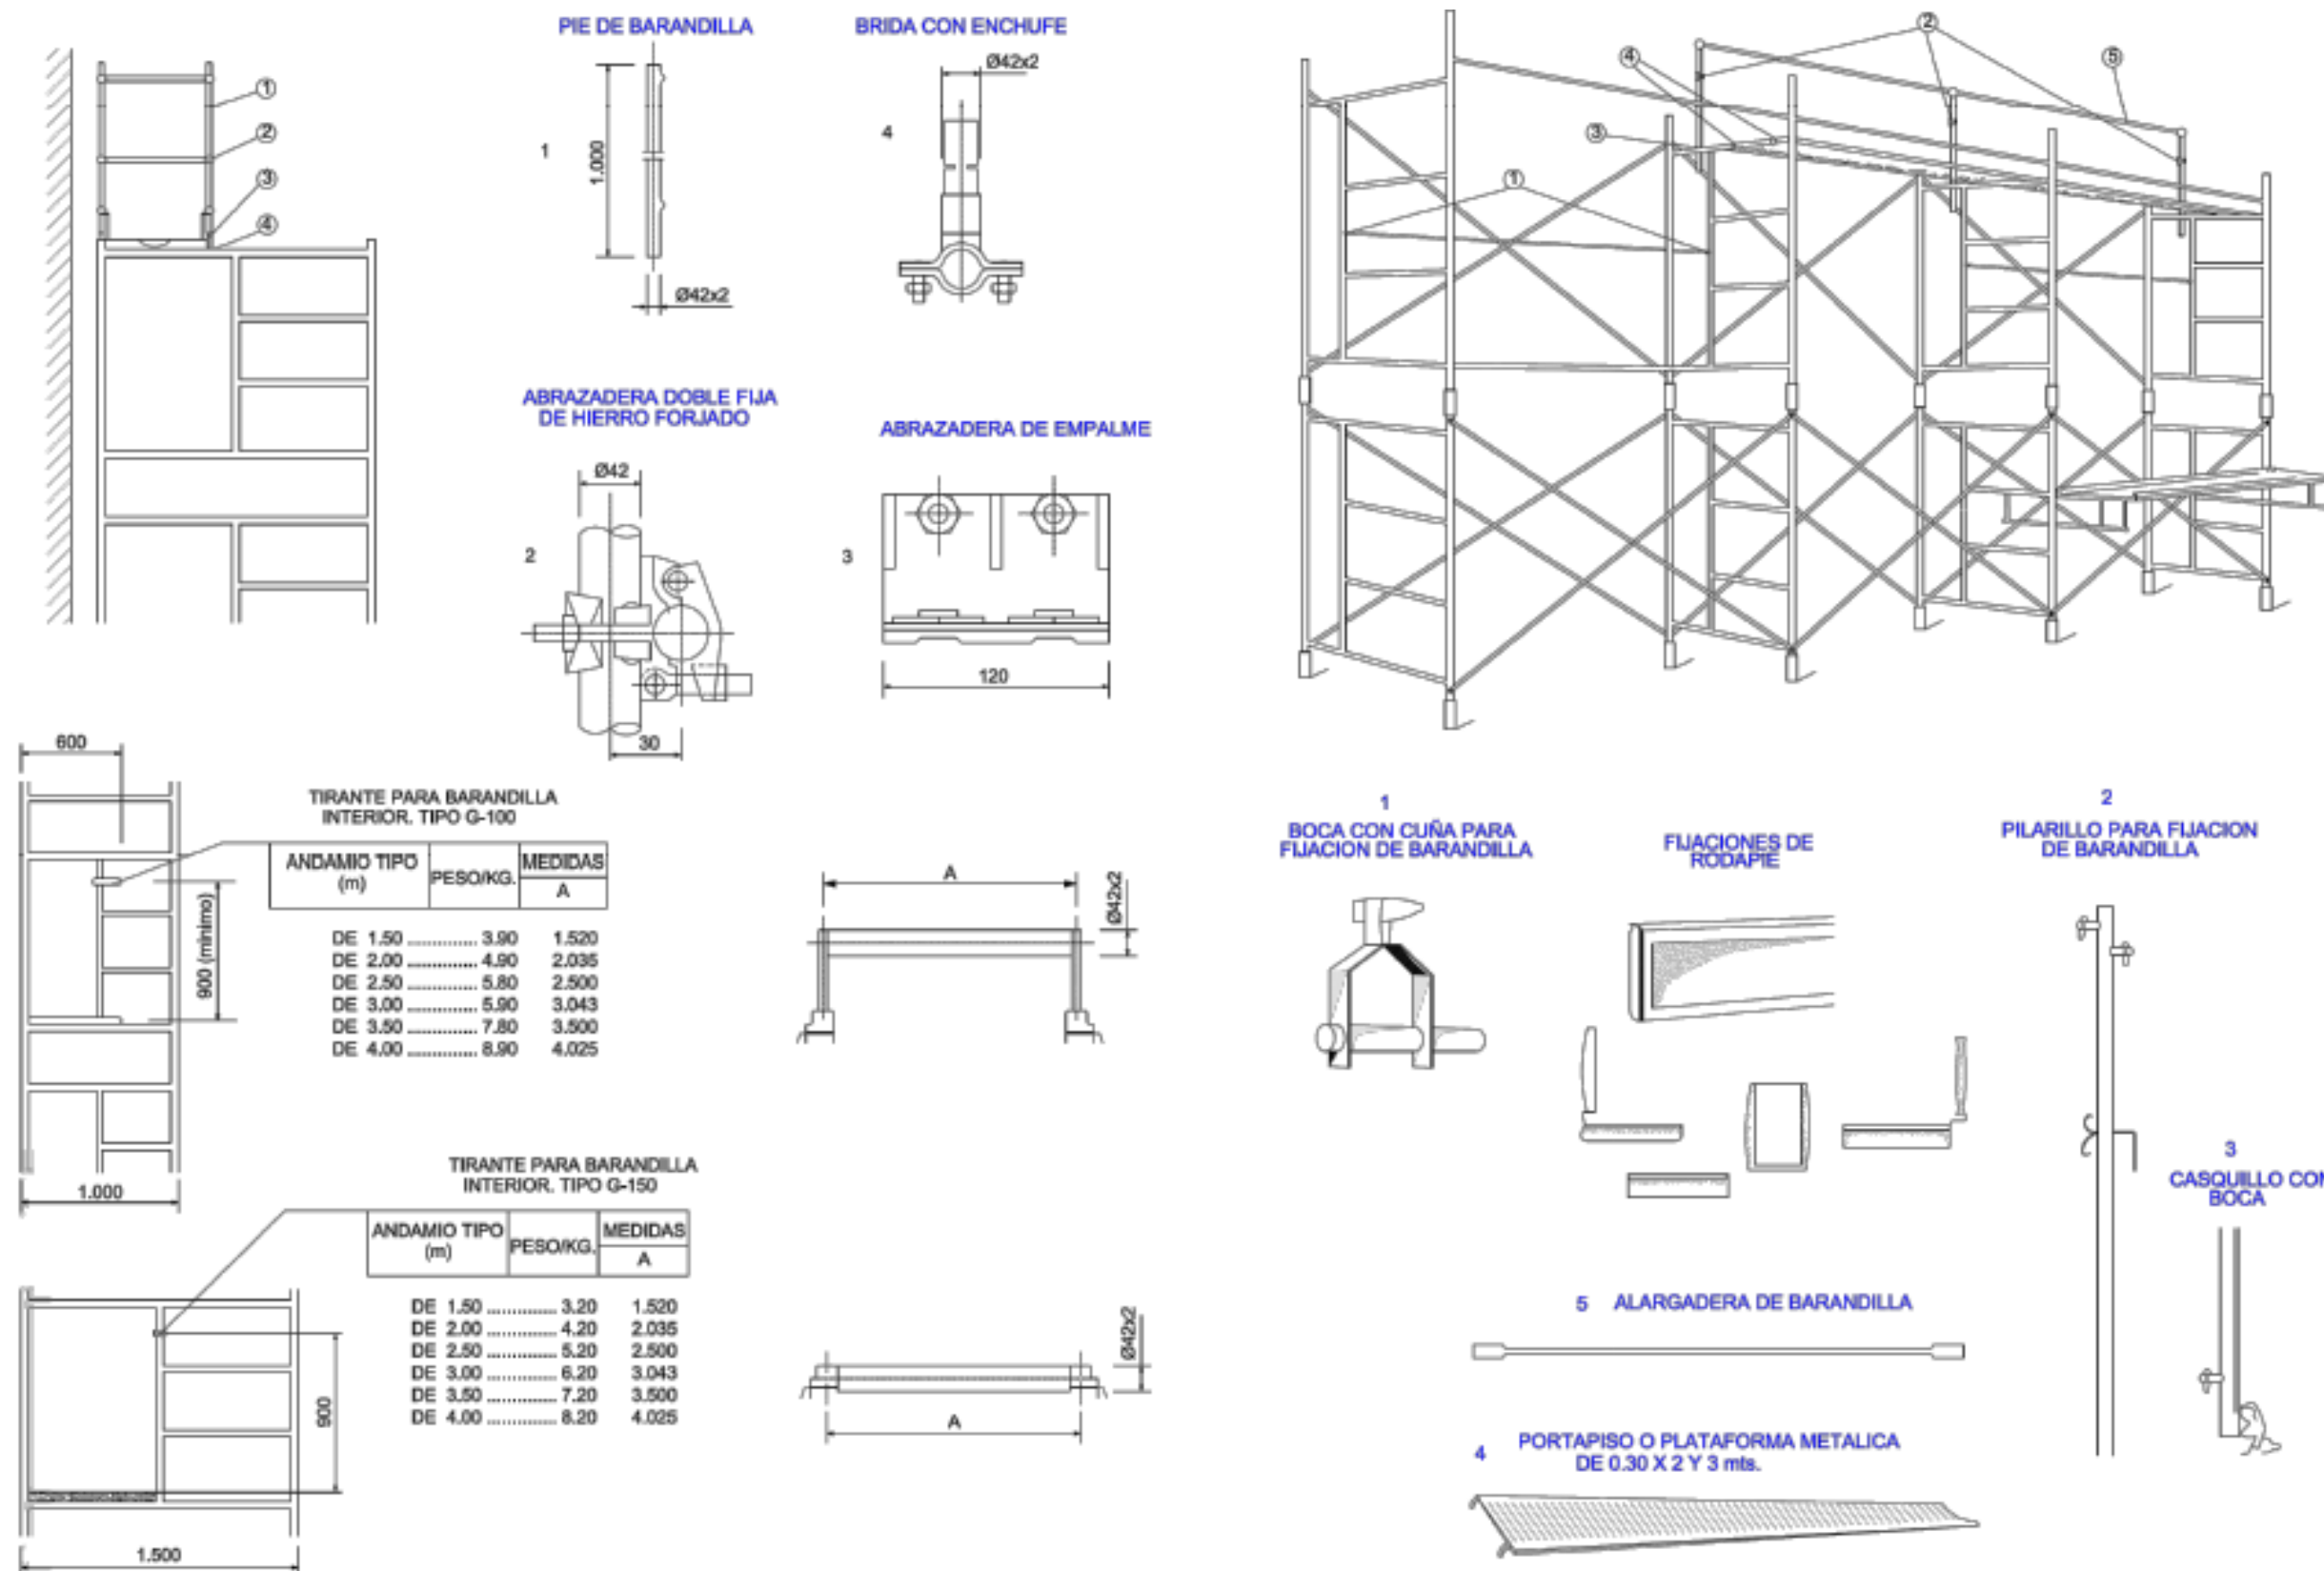 PIE DE BARANDILLA
BRIDA CON ENCHUFE
1
2
3
4
1
1.000
Ø42x2
4
Ø42x2
ABRAZADERA DOBLE FIJA
DE HIERRO FORJADO
2
Ø42
30
ABRAZADERA DE EMPALME
3
120
1
2
3
4
5
600
900 (mínimo)
1.000
TIRANTE PARA BARANDILLA
INTERIOR. TIPO G-100
ANDAMIO TIPO (m) PESO/KG. MEDIDAS A
DE 1.50 ............. 3.90 1.520
DE 2.00 ............. 4.90 2.035
DE 2.50 ............. 5.80 2.500
DE 3.00 ............. 5.90 3.043
DE 3.50 ............. 7.80 3.500
DE 4.00 ............. 8.90 4.025
A
Ø42x2
TIRANTE PARA BARANDILLA
INTERIOR. TIPO G-150
ANDAMIO TIPO (m) PESO/KG. MEDIDAS A
DE 1.50 ............. 3.20 1.520
DE 2.00 ............. 4.20 2.035
DE 2.50 ............. 5.20 2.500
DE 3.00 ............. 6.20 3.043
DE 3.50 ............. 7.20 3.500
DE 4.00 ............. 8.20 4.025
900
1.500
Ø42x2
A
1
BOCA CON CUÑA PARA
FIJACION DE BARANDILLA
FIJACIONES DE
RODAPIE
2
PILARILLO PARA FIJACION
DE BARANDILLA
3
CASQUILLO CON
BOCA
5 ALARGADERA DE BARANDILLA
4
PORTAPISO O PLATAFORMA METALICA
DE 0.30 X 2 Y 3 mts.